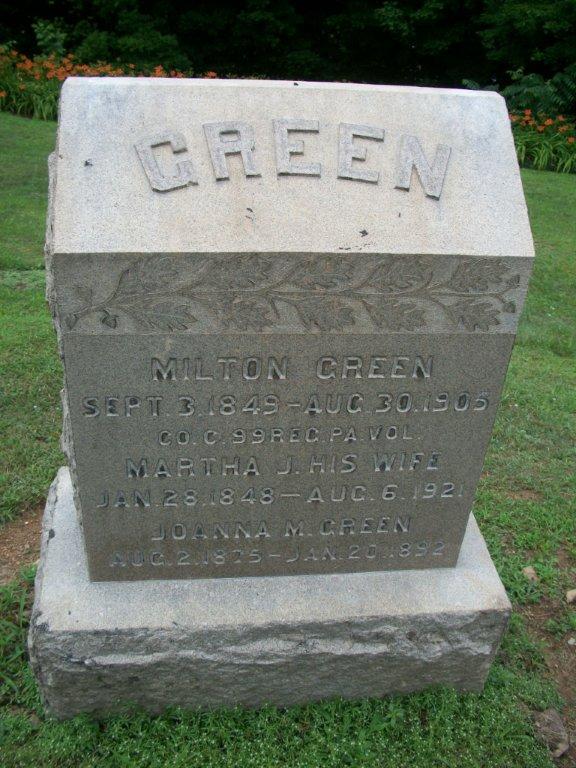 GREEN
MILTON GREEN
SEPT. 3. 1849 – AUG. 30. 1905
CO. C. 99 REG. PA. VOL.
MARTHA J. HIS WIFE
JAN. 28. 1848 – AUG. 6. 1921
JOANNA M. GREEN
AUG. 2. 1875 – JAN. 20. 1892